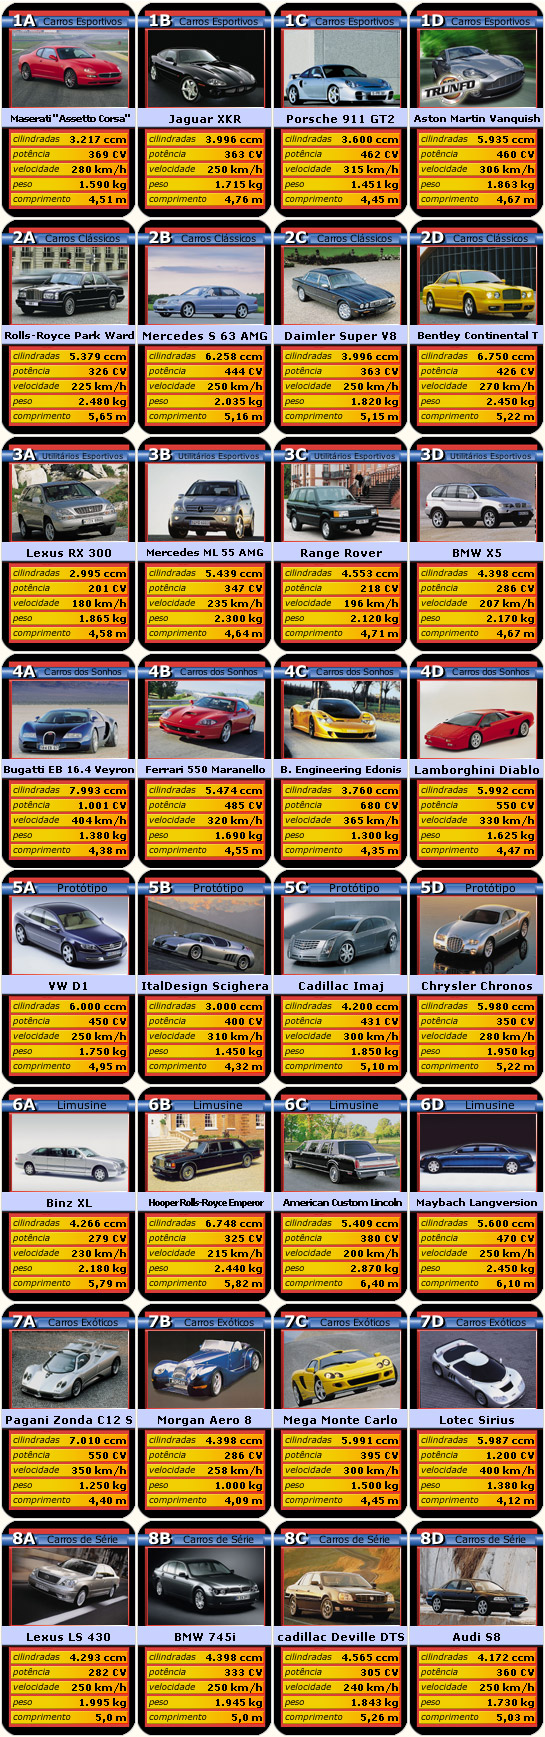 1A Carros Esportivos
Maserati "Assetto Corsa"
cilindradas 3.217 ccm
potência 369 CV
velocidade 280 km/h
peso 1.590 kg
comprimento 4,51 m
1B Carros Esportivos
Jaguar XKR
cilindradas 3.996 ccm
potência 363 CV
velocidade 250 km/h
peso 1.715 kg
comprimento 4,76 m
1C Carros Esportivos
Porsche 911 GT2
cilindradas 3.600 ccm
potência 462 CV
velocidade 315 km/h
peso 1.451 kg
comprimento 4,45 m
1D Carros Esportivos
TRUNFO
Aston Martin Vanquish
cilindradas 5.935 ccm
potência 460 CV
velocidade 306 km/h
peso 1.863 kg
comprimento 4,67 m
2A Carros Clássicos
Rolls-Royce Park Ward
cilindradas 5.379 ccm
potência 326 CV
velocidade 225 km/h
peso 2.480 kg
comprimento 5,65 m
2B Carros Clássicos
Mercedes S 63 AMG
cilindradas 6.258 ccm
potência 444 CV
velocidade 250 km/h
peso 2.035 kg
comprimento 5,16 m
2C Carros Clássicos
Daimler Super V8
cilindradas 3.996 ccm
potência 363 CV
velocidade 250 km/h
peso 1.820 kg
comprimento 5,15 m
2D Carros Clássicos
Bentley Continental T
cilindradas 6.750 ccm
potência 426 CV
velocidade 270 km/h
peso 2.450 kg
comprimento 5,22 m
3A Utilitários Esportivos
Lexus RX 300
cilindradas 2.995 ccm
potência 201 CV
velocidade 180 km/h
peso 1.865 kg
comprimento 4,58 m
3B Utilitários Esportivos
Mercedes ML 55 AMG
cilindradas 5.439 ccm
potência 347 CV
velocidade 235 km/h
peso 2.300 kg
comprimento 4,64 m
3C Utilitários Esportivos
Range Rover
cilindradas 4.553 ccm
potência 218 CV
velocidade 196 km/h
peso 2.120 kg
comprimento 4,71 m
3D Utilitários Esportivos
BMW X5
cilindradas 4.398 ccm
potência 286 CV
velocidade 207 km/h
peso 2.170 kg
comprimento 4,67 m
4A Carros dos Sonhos
Bugatti EB 16.4 Veyron
cilindradas 7.993 ccm
potência 1.001 CV
velocidade 404 km/h
peso 1.380 kg
comprimento 4,38 m
4B Carros dos Sonhos
Ferrari 550 Maranello
cilindradas 5.474 ccm
potência 485 CV
velocidade 320 km/h
peso 1.690 kg
comprimento 4,55 m
4C Carros dos Sonhos
B. Engineering Edonis
cilindradas 3.760 ccm
potência 680 CV
velocidade 365 km/h
peso 1.300 kg
comprimento 4,35 m
4D Carros dos Sonhos
Lamborghini Diablo
cilindradas 5.992 ccm
potência 550 CV
velocidade 330 km/h
peso 1.625 kg
comprimento 4,47 m
5A Protótipo
VW D1
cilindradas 6.000 ccm
potência 450 CV
velocidade 250 km/h
peso 1.750 kg
comprimento 4,95 m
5B Protótipo
ItalDesign Scighera
cilindradas 3.000 ccm
potência 400 CV
velocidade 310 km/h
peso 1.450 kg
comprimento 4,32 m
5C Protótipo
Cadillac Imaj
cilindradas 4.200 ccm
potência 431 CV
velocidade 300 km/h
peso 1.850 kg
comprimento 5,10 m
5D Protótipo
Chrysler Chronos
cilindradas 5.980 ccm
potência 350 CV
velocidade 280 km/h
peso 1.950 kg
comprimento 5,22 m
6A Limusine
Binz XL
cilindradas 4.266 ccm
potência 279 CV
velocidade 230 km/h
peso 2.180 kg
comprimento 5,79 m
6B Limusine
Hooper Rolls-Royce Emperor
cilindradas 6.748 ccm
potência 325 CV
velocidade 215 km/h
peso 2.440 kg
comprimento 5,82 m
6C Limusine
American Custom Lincoln
cilindradas 5.409 ccm
potência 380 CV
velocidade 200 km/h
peso 2.870 kg
comprimento 6,40 m
6D Limusine
Maybach Langversion
cilindradas 5.600 ccm
potência 470 CV
velocidade 250 km/h
peso 2.450 kg
comprimento 6,10 m
7A Carros Exóticos
Pagani Zonda C12 S
cilindradas 7.010 ccm
potência 550 CV
velocidade 350 km/h
peso 1.250 kg
comprimento 4,40 m
7B Carros Exóticos
Morgan Aero 8
cilindradas 4.398 ccm
potência 286 CV
velocidade 258 km/h
peso 1.000 kg
comprimento 4,09 m
7C Carros Exóticos
Mega Monte Carlo
cilindradas 5.991 ccm
potência 395 CV
velocidade 300 km/h
peso 1.500 kg
comprimento 4,45 m
7D Carros Exóticos
Lotec Sirius
cilindradas 5.987 ccm
potência 1.200 CV
velocidade 400 km/h
peso 1.380 kg
comprimento 4,12 m
8A Carros de Série
Lexus LS 430
cilindradas 4.293 ccm
potência 282 CV
velocidade 250 km/h
peso 1.995 kg
comprimento 5,0 m
8B Carros de Série
BMW 745i
cilindradas 4.398 ccm
potência 333 CV
velocidade 250 km/h
peso 1.945 kg
comprimento 5,0 m
8C Carros de Série
cadillac Deville DTS
cilindradas 4.565 ccm
potência 305 CV
velocidade 240 km/h
peso 1.843 kg
comprimento 5,26 m
8D Carros de Série
Audi S8
cilindradas 4.172 ccm
potência 360 CV
velocidade 250 km/h
peso 1.730 kg
comprimento 5,03 m